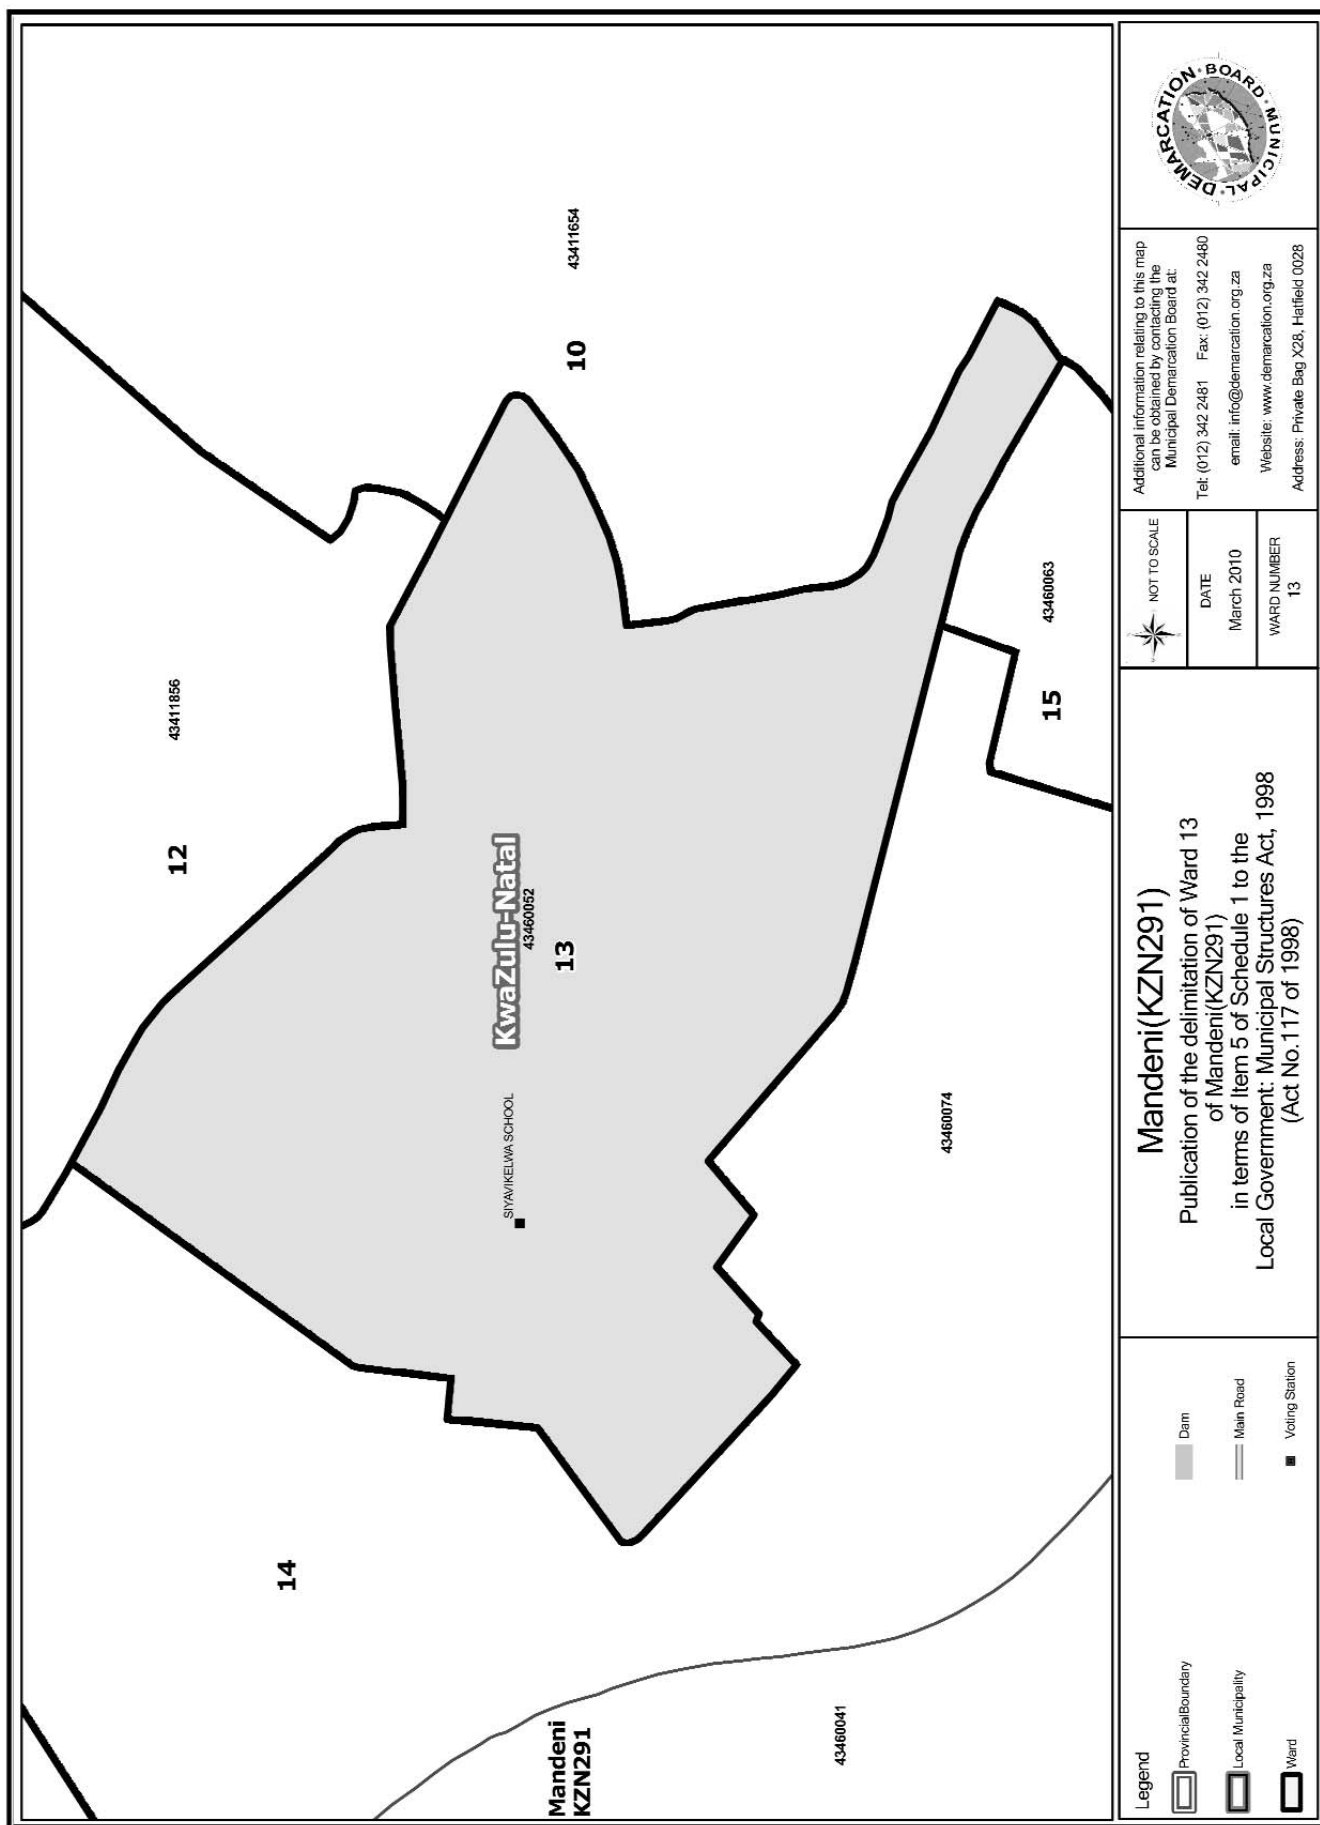 12
43411856
10
43411654
14
KwaZulu-Natal
43460052
13
SIYAVIKELWA SCHOOL
15
43460063
43460074
Mandeni
KZN291
43460041
Legend
ProvincialBoundary
Local Municipality
Ward
Dam
Main Road
Voting Station
Mandeni(KZN291)
Publication of the delimitation of Ward 13
of Mandeni(KZN291)
in terms of Item 5 of Schedule 1 to the
Local Government: Municipal Structures Act, 1998
(Act No.117 of 1998)
NOT TO SCALE
DATE
March 2010
WARD NUMBER
13
Additional information relating to this map
can be obtained by contacting the
Municipal Demarcation Board at:
Tel: (012) 342 2481 Fax: (012) 342 2480
email: info@demarcation.org.za
Website: www.demarcation.org.za
Address: Private Bag X28, Hatfield 0028
MUNICIPAL · DEMARCATION · BOARD ·